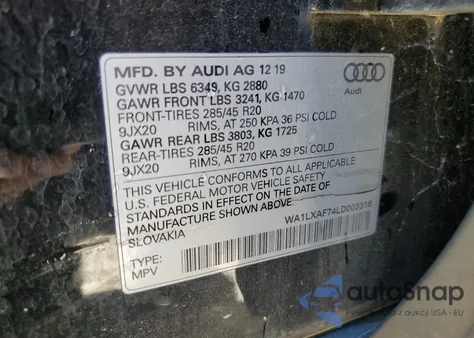 MFD. BY AUDI AG 12 19
GVWR LBS 6349, KG 2880
GAWR FRONT LBS 3241, KG 1470
FRONT-TIRES 285/45 R20
9JX20 RIMS, AT 250 KPA 36 PSI COLD
GAWR REAR LBS 3803, KG 1725
REAR-TIRES 285/45 R20
9JX20 RIMS, AT 270 KPA 39 PSI COLD
THIS VEHICLE CONFORMS TO ALL APPLICABLE
U.S. FEDERAL MOTOR VEHICLE SAFETY
STANDARDS IN EFFECT ON THE DATE OF
MANUFACTURE SHOWN ABOVE.
SLOVAKIA
WA1LXAF74LD003316
TYPE:
MPV
Audi
autosnap
z aukcji USA - EU